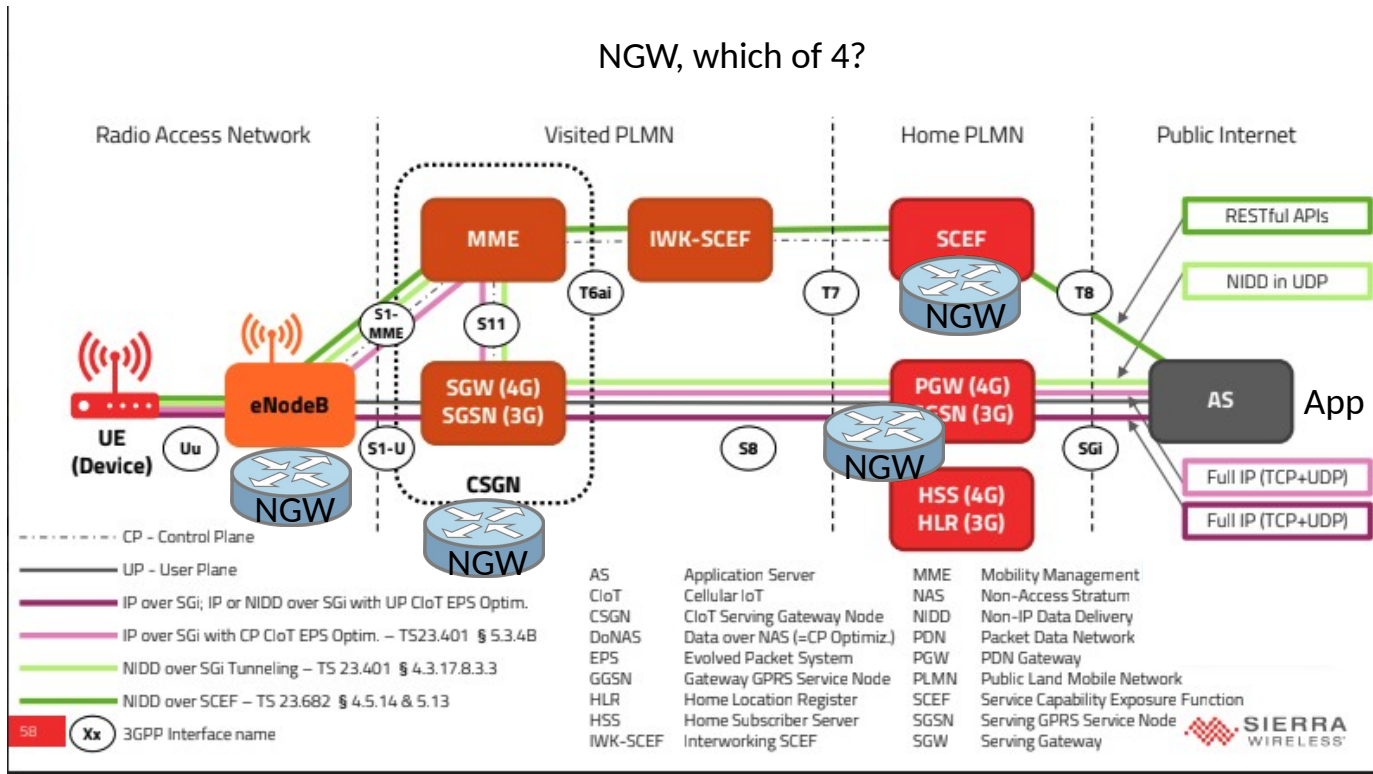 NGW, which of 4?
Radio Access Network
Visited PLMN
Home PLMN
Public Internet
MME
IWK-SCEF
SCEF
RESTful APIs
NIDD in UDP
S1-
MME
S11
T6ai
T7
T8
NGW
UE
(Device)
Uu
eNodeB
S1-U
SGW (4G)
SGSN (3G)
S8
PGW (4G)
GSN (3G)
SGi
AS
App
NGW
NGW
CSGN
NGW
HSS (4G)
HLR (3G)
Full IP (TCP+UDP)
Full IP (TCP+UDP)
CP - Control Plane
UP - User Plane
IP over SGi; IP or NIDD over SGi with UP CIoT EPS Optim.
IP over SGi with CP CIoT EPS Optim. – TS23.401 § 5.3.4B
NIDD over SGi Tunneling – TS 23.401 § 4.3.17.8.3.3
NIDD over SCEF – TS 23.682 § 4.5.14 & 5.13
58
Xx
3GPP Interface name
AS Application Server
CIoT Cellular IoT
CSGN CIoT Serving Gateway Node
DoNAS Data over NAS (=CP Optimiz.)
EPS Evolved Packet System
GGSN Gateway GPRS Service Node
HLR Home Location Register
HSS Home Subscriber Server
IWK-SCEF Interworking SCEF
MME Mobility Management
NAS Non-Access Stratum
NIDD Non-IP Data Delivery
PDN Packet Data Network
PGW PDN Gateway
PLMN Public Land Mobile Network
SCEF Service Capability Exposure Function
SGSN Serving GPRS Service Node
SGW Serving Gateway
SIERRA
WIRELESS